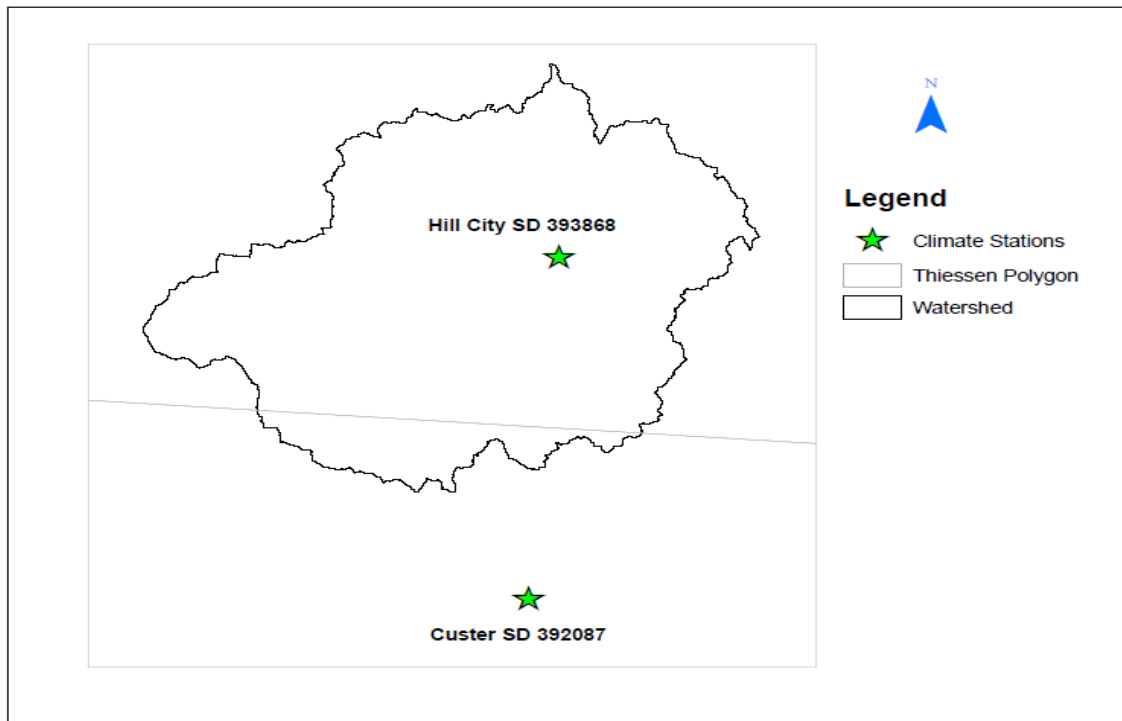 N
Hill City SD 393868
Legend
Climate Stations
Thiessen Polygon
Watershed
Custer SD 392087